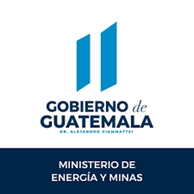 GOBIERNO de
GUATEMALA
DR. ALEJANDRO GIAMMATTEI
MINISTERIO DE
ENERGÍA Y MINAS